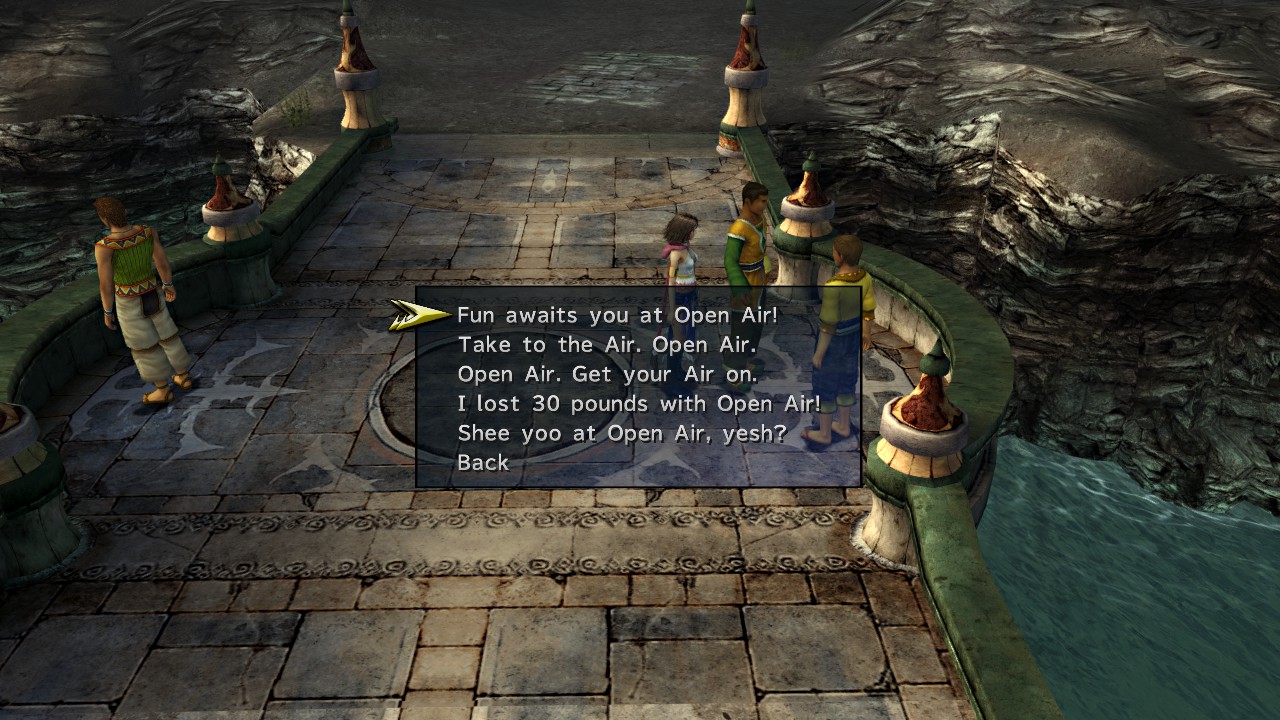 Fun awaits you at Open Air!
Take to the Air. Open Air.
Open Air. Get your Air on.
I lost 30 pounds with Open Air!
Shee yoo at Open Air, yesh?
Back